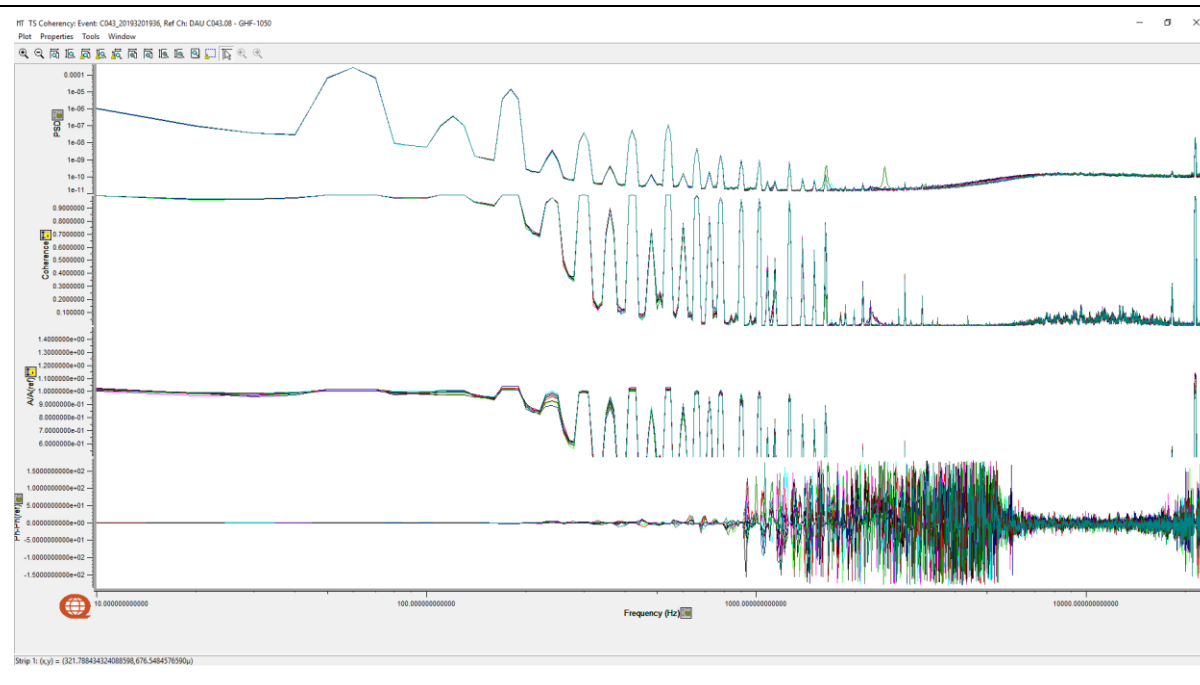 MT TS Coherency: Event: C043_20193201936, Ref Ch: DAU C043.08 - GHF-1050
Plot Properties Tools Window
0.0001
1e-05
1e-06
1e-07
1e-08
1e-09
1e-10
1e-11
PSD
0.9000000
0.8000000
0.7000000
0.6000000
0.5000000
0.4000000
0.3000000
0.2000000
0.100000
Coherence
1.4000000e+00
1.3000000e+00
1.2000000e+00
1.1000000e+00
1.0000000e+00
9.0000000e-01
8.0000000e-01
7.0000000e-01
6.0000000e-01
A/A(ref)
1.5000000000e+02
1.0000000000e+02
5.0000000000e+01
0.0000000000e+00
-5.0000000000e+01
-1.0000000000e+02
-1.5000000000e+02
10.000000000000
100.00000000000
1000.0000000000
10000.000000000000
Frequency (Hz)
Strip 1: (x,y) = (321.788434324088598,676.5484576590µ)